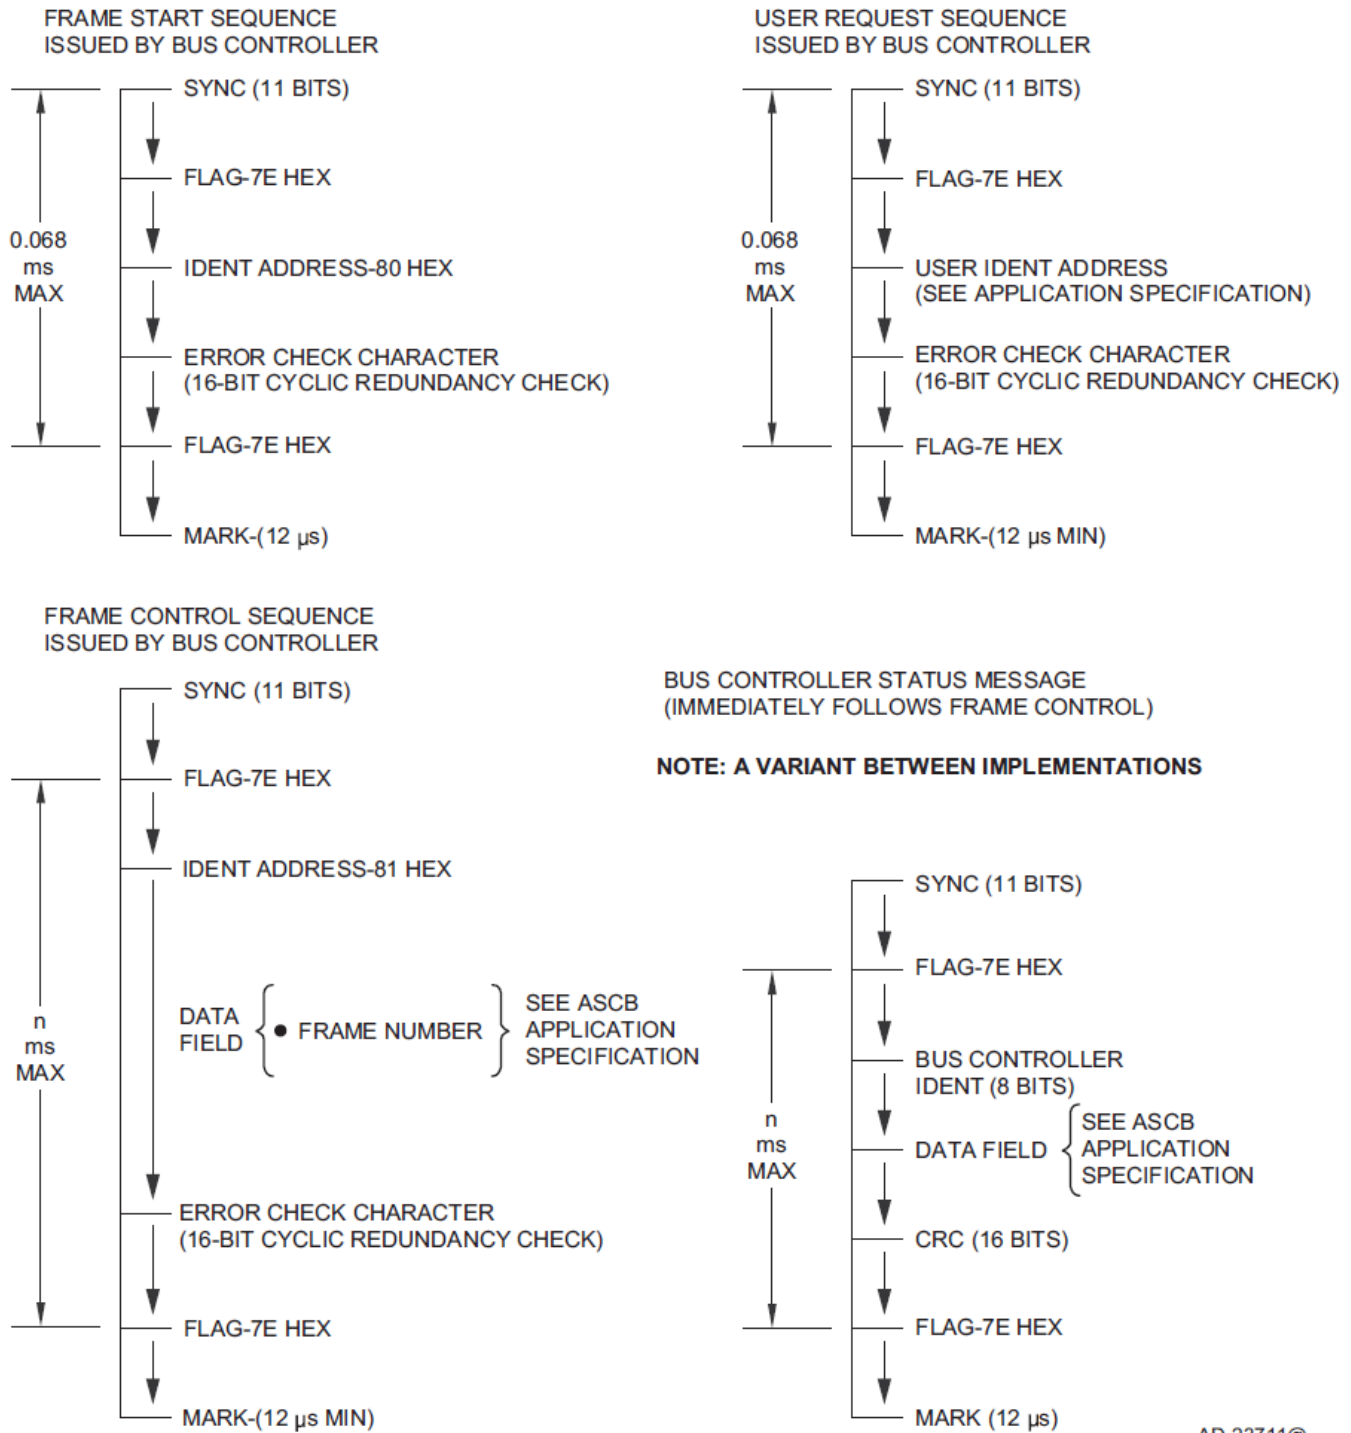 FRAME START SEQUENCE
ISSUED BY BUS CONTROLLER
SYNC (11 BITS)
FLAG-7E HEX
0.068
ms
MAX
IDENT ADDRESS-80 HEX
ERROR CHECK CHARACTER
(16-BIT CYCLIC REDUNDANCY CHECK)
FLAG-7E HEX
MARK-(12 µs)
USER REQUEST SEQUENCE
ISSUED BY BUS CONTROLLER
SYNC (11 BITS)
FLAG-7E HEX
0.068
ms
MAX
USER IDENT ADDRESS
(SEE APPLICATION SPECIFICATION)
ERROR CHECK CHARACTER
(16-BIT CYCLIC REDUNDANCY CHECK)
FLAG-7E HEX
MARK-(12 µs MIN)
FRAME CONTROL SEQUENCE
ISSUED BY BUS CONTROLLER
SYNC (11 BITS)
FLAG-7E HEX
IDENT ADDRESS-81 HEX
n
ms
MAX
DATA
FIELD
• FRAME NUMBER
SEE ASCB
APPLICATION
SPECIFICATION
ERROR CHECK CHARACTER
(16-BIT CYCLIC REDUNDANCY CHECK)
FLAG-7E HEX
MARK-(12 µs MIN)
BUS CONTROLLER STATUS MESSAGE
(IMMEDIATELY FOLLOWS FRAME CONTROL)
NOTE: A VARIANT BETWEEN IMPLEMENTATIONS
SYNC (11 BITS)
FLAG-7E HEX
BUS CONTROLLER
IDENT (8 BITS)
n
ms
MAX
DATA FIELD
SEE ASCB
APPLICATION
SPECIFICATION
CRC (16 BITS)
FLAG-7E HEX
MARK (12 µs)